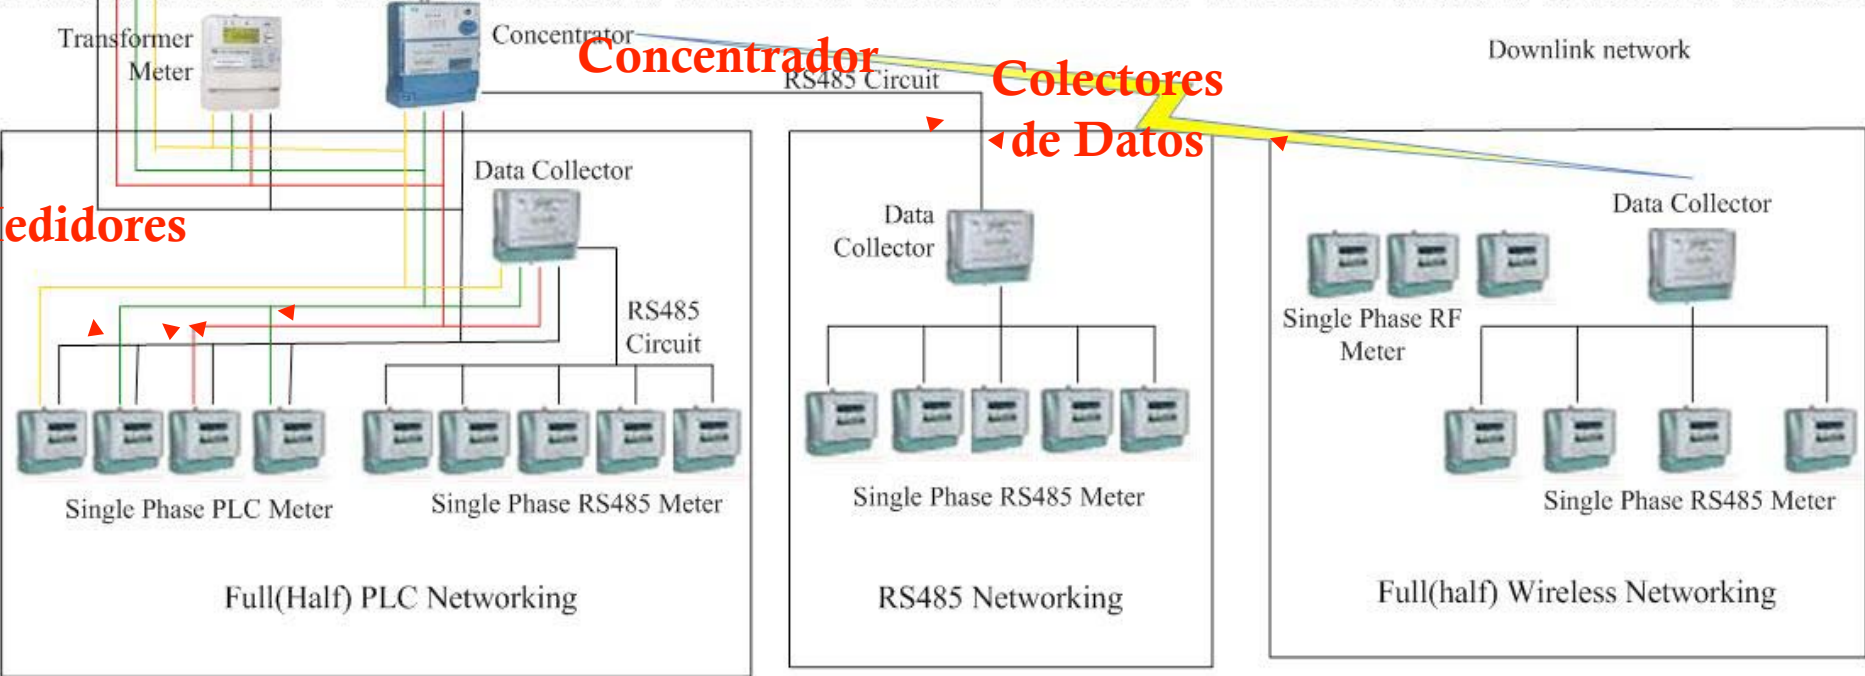 Transformer
Meter
Concentrator
Concentrador
RS485 Circuit
Colectores
de Datos
Downlink network
edidores
Data Collector
RS485
Circuit
Single Phase PLC Meter
Single Phase RS485 Meter
Full(Half) PLC Networking
Data
Collector
Single Phase RS485 Meter
RS485 Networking
Data Collector
Single Phase RF
Meter
Single Phase RS485 Meter
Full(half) Wireless Networking